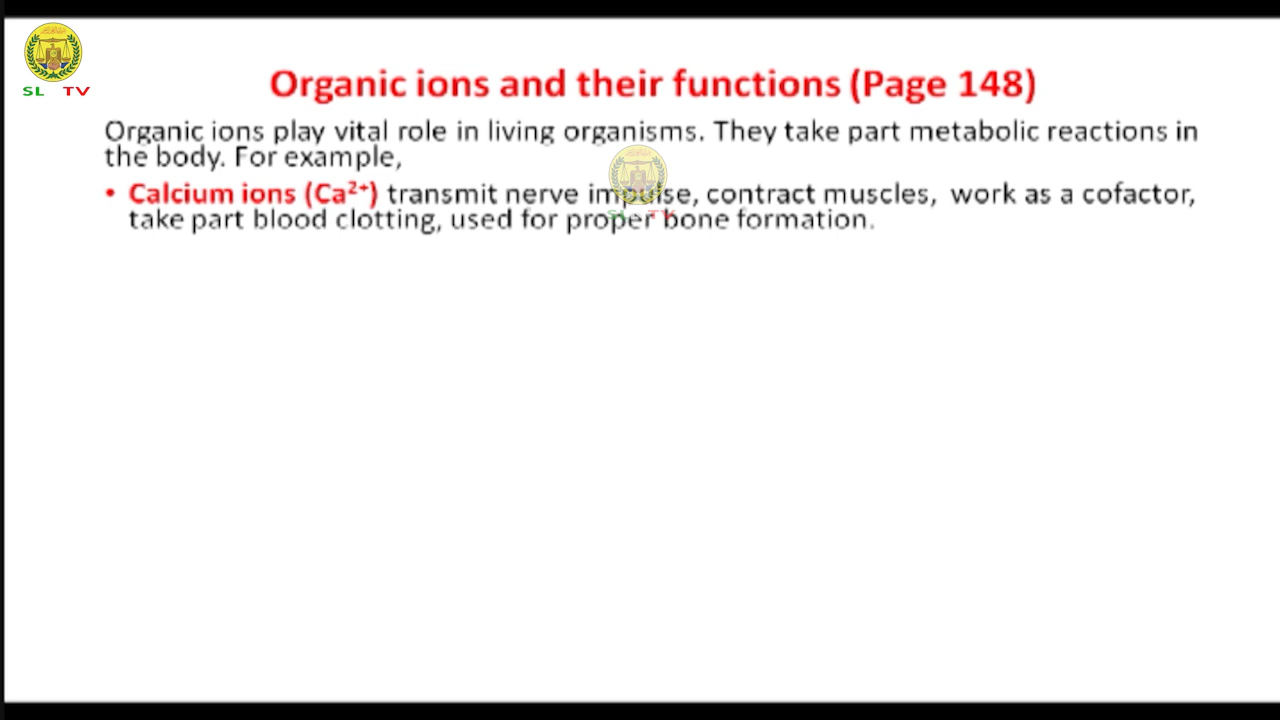 SL TV
Organic ions and their functions (Page 148)
Organic ions play vital role in living organisms. They take part metabolic reactions in
the body. For example,
• Calcium ions (Ca²⁺) transmit nerve impulse, contract muscles, work as a cofactor,
take part blood clotting, used for proper bone formation.
SL TV